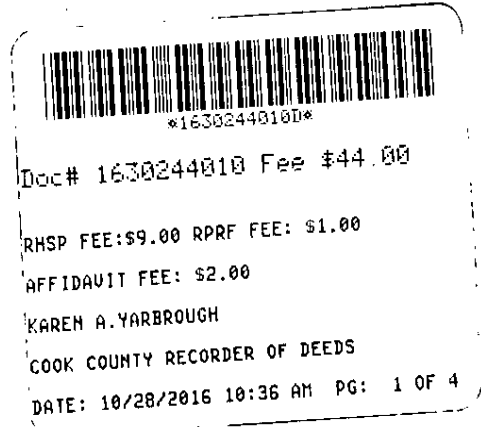 *1630244010D*
Doc# 1630244010 Fee $44.00
RHSP FEE:$9.00 RPRF FEE: $1.00
AFFIDAVIT FEE: $2.00
KAREN A.YARBROUGH
COOK COUNTY RECORDER OF DEEDS
DATE: 10/28/2016 10:36 AM PG: 1 OF 4